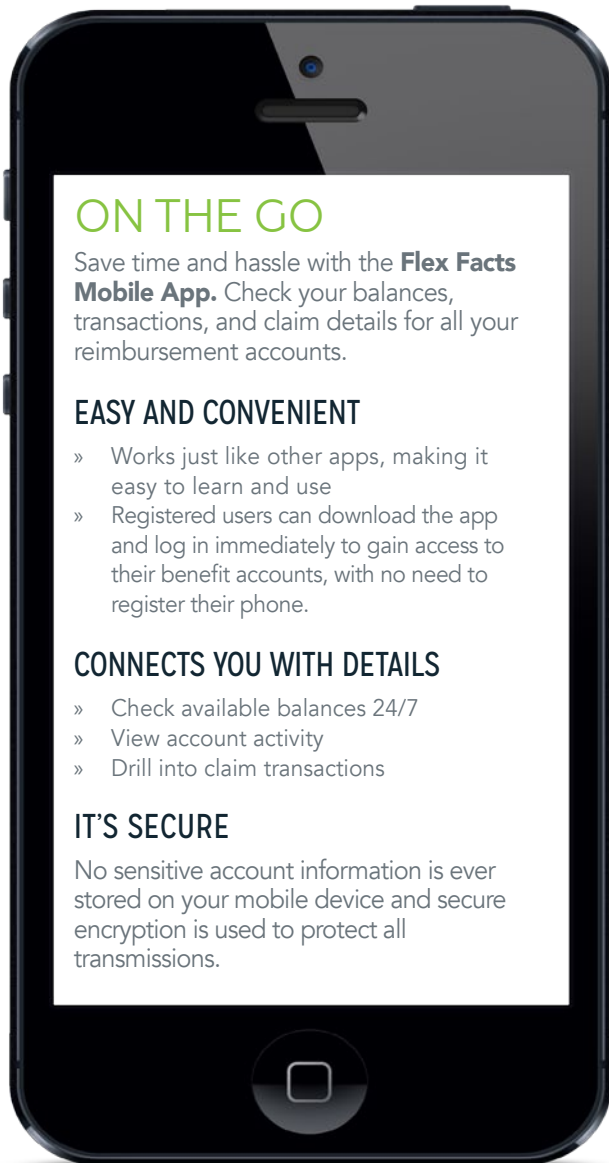 ON THE GO
Save time and hassle with the Flex Facts
Mobile App. Check your balances,
transactions, and claim details for all your
reimbursement accounts.
EASY AND CONVENIENT
» Works just like other apps, making it
easy to learn and use
» Registered users can download the app
and log in immediately to gain access to
their benefit accounts, with no need to
register their phone.
CONNECTS YOU WITH DETAILS
» Check available balances 24/7
» View account activity
» Drill into claim transactions
IT'S SECURE
No sensitive account information is ever
stored on your mobile device and secure
encryption is used to protect all
transmissions.